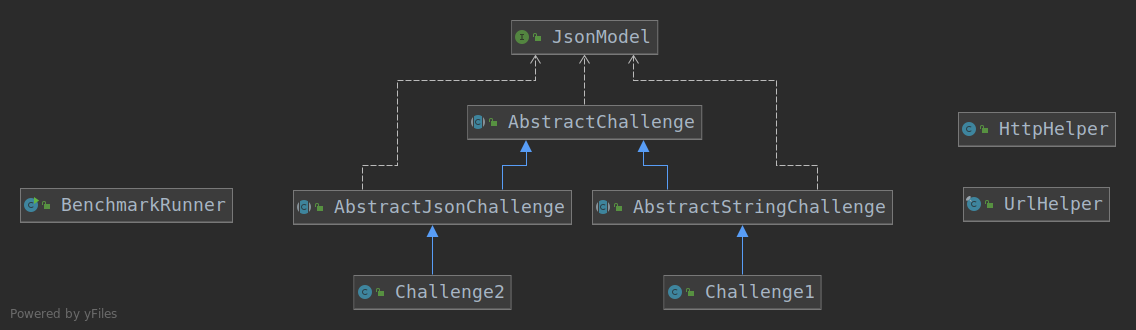 JsonModel
AbstractChallenge
HttpHelper
BenchmarkRunner
AbstractJsonChallenge
AbstractStringChallenge
UrlHelper
Challenge2
Challenge1
Powered by yFiles